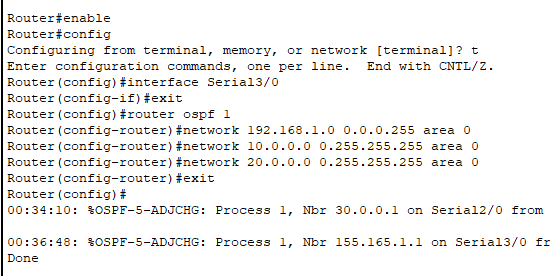 Router#enable
Router#config
Configuring from terminal, memory, or network [terminal]? t
Enter configuration commands, one per line.  End with CNTL/Z.
Router(config)#interface Serial3/0
Router(config-if)#exit
Router(config)#router ospf 1
Router(config-router)#network 192.168.1.0 0.0.0.255 area 0
Router(config-router)#network 10.0.0.0 0.255.255.255 area 0
Router(config-router)#network 20.0.0.0 0.255.255.255 area 0
Router(config-router)#exit
Router(config)#
00:34:10: %OSPF-5-ADJCHG: Process 1, Nbr 30.0.0.1 on Serial2/0 from
00:36:48: %OSPF-5-ADJCHG: Process 1, Nbr 155.165.1.1 on Serial3/0 fr
Done